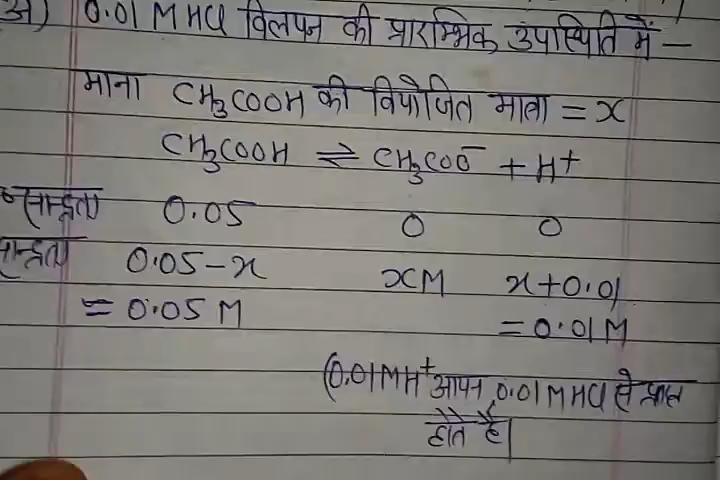 अ) 0.01 M HCl विलयन की प्रारम्भिक उपस्थिति में -
माना CH₃COOH की वियोजित मात्रा = x
CH₃COOH ⇌ CH₃COO⁻ + H⁺
सान्द्रता 0.05 0 0
सान्द्रता 0.05-x xM x+0.01
= 0.05 M = 0.01 M
(0.01 M H⁺ आयन, 0.01 M HCl से प्राप्त
होते हैं|